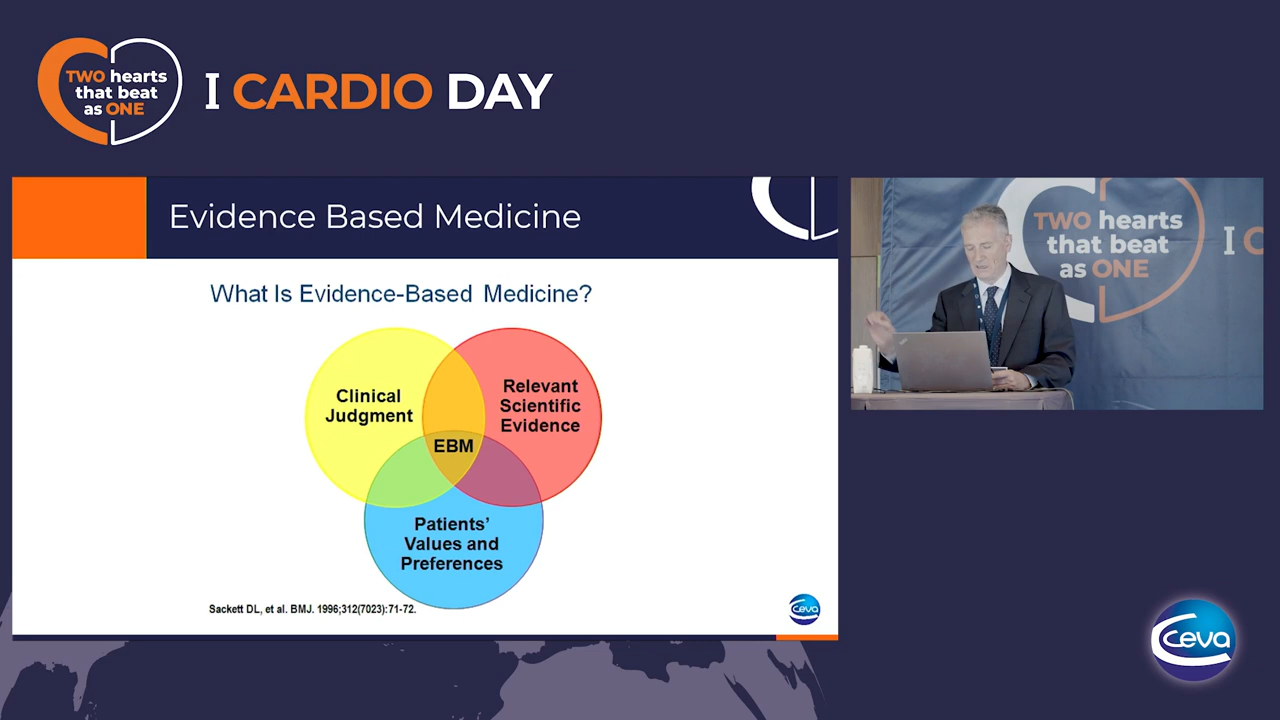 TWO hearts
that beat
as ONE
I CARDIO DAY
Evidence Based Medicine
What Is Evidence-Based Medicine?
Clinical
Judgment
Relevant
Scientific
Evidence
EBM
Patients'
Values and
Preferences
Sackett DL, et al. BMJ. 1996;312(7023):71-72.
Ceva
TWO hearts
that beat
as ONE
I C
Ceva